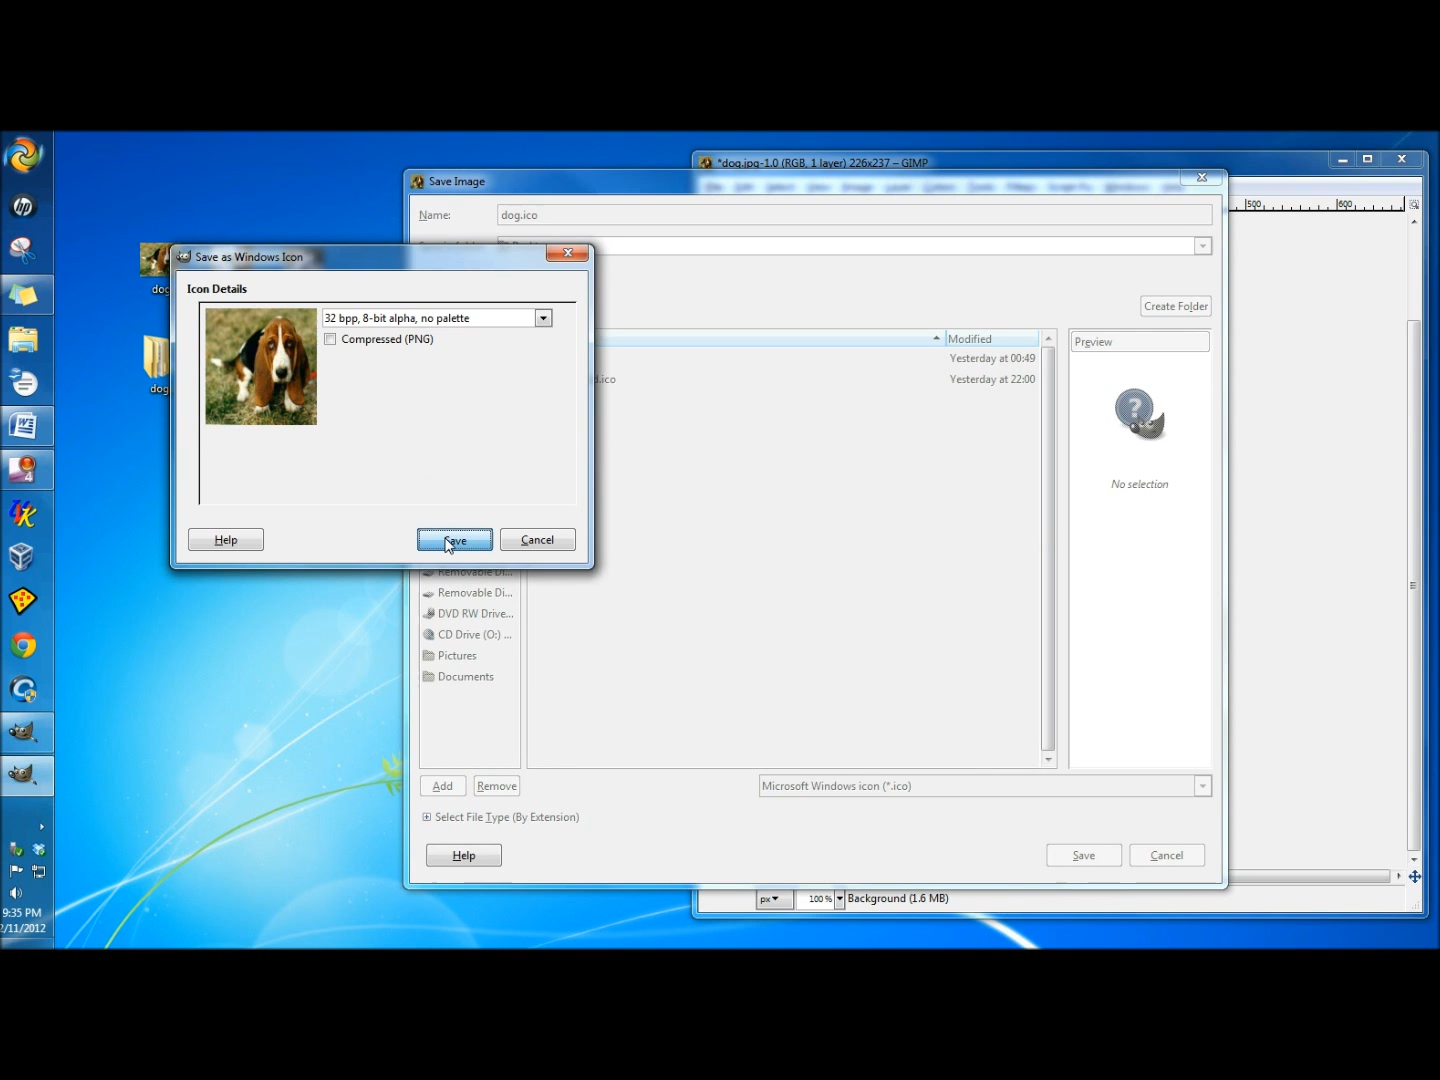 *dog.jpg-1.0 (RGB, 1 layer) 226x237 – GIMP
500
600
Save Image
Name:
dog.ico
Save as Windows Icon
Icon Details
32 bpp, 8-bit alpha, no palette
Compressed (PNG)
Help
Save
Cancel
Create Folder
Modified
Preview
Yesterday at 00:49
Yesterday at 22:00
No selection
dog
Removable Di...
Removable Di...
DVD RW Drive...
CD Drive (O:) ...
Pictures
Documents
Add
Remove
Microsoft Windows icon (*.ico)
Select File Type (By Extension)
Help
Save
Cancel
px
100 %
Background (1.6 MB)
9:35 PM
/11/2012